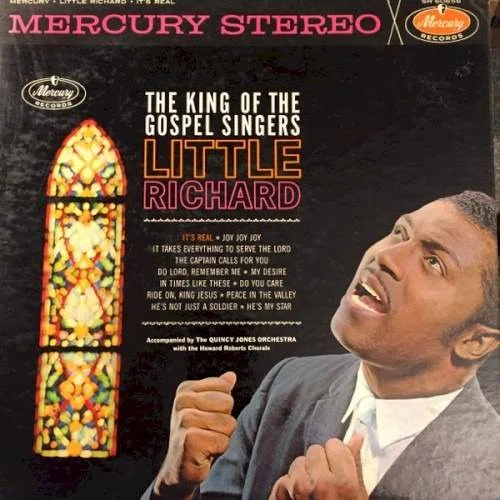 MERCURY • LITTLE RICHARD • IT'S REAL
SR 60656
MERCURY STEREO
Mercury
RECORDS
Mercury
RECORDS
THE KING OF THE
GOSPEL SINGERS
LITTLE
RICHARD
IT'S REAL • JOY JOY JOY
IT TAKES EVERYTHING TO SERVE THE LORD
THE CAPTAIN CALLS FOR YOU
DO LORD, REMEMBER ME • MY DESIRE
IN TIMES LIKE THESE • DO YOU CARE
RIDE ON, KING JESUS • PEACE IN THE VALLEY
HE'S NOT JUST A SOLDIER • HE'S MY STAR
Accompanied by The QUINCY JONES ORCHESTRA
with the Howard Roberts Chorale